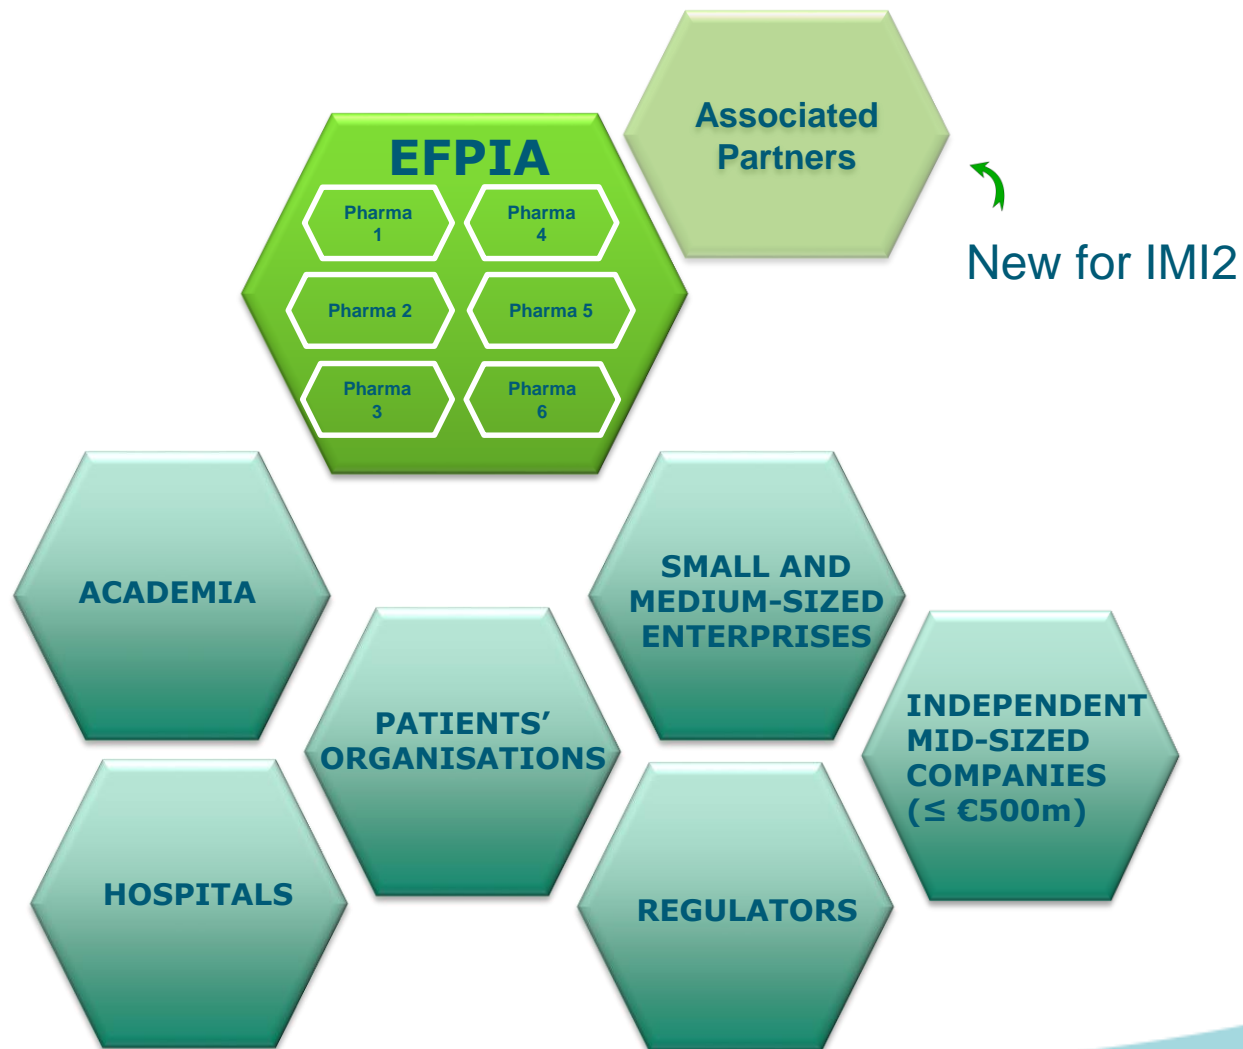 Associated
Partners
EFPIA
Pharma
1
Pharma
4
New for IMI2
Pharma 2
Pharma 5
Pharma
3
Pharma
6
ACADEMIA
SMALL AND
MEDIUM-SIZED
ENTERPRISES
PATIENTS’
ORGANISATIONS
INDEPENDENT
MID-SIZED
COMPANIES
(≤ €500m)
HOSPITALS
REGULATORS